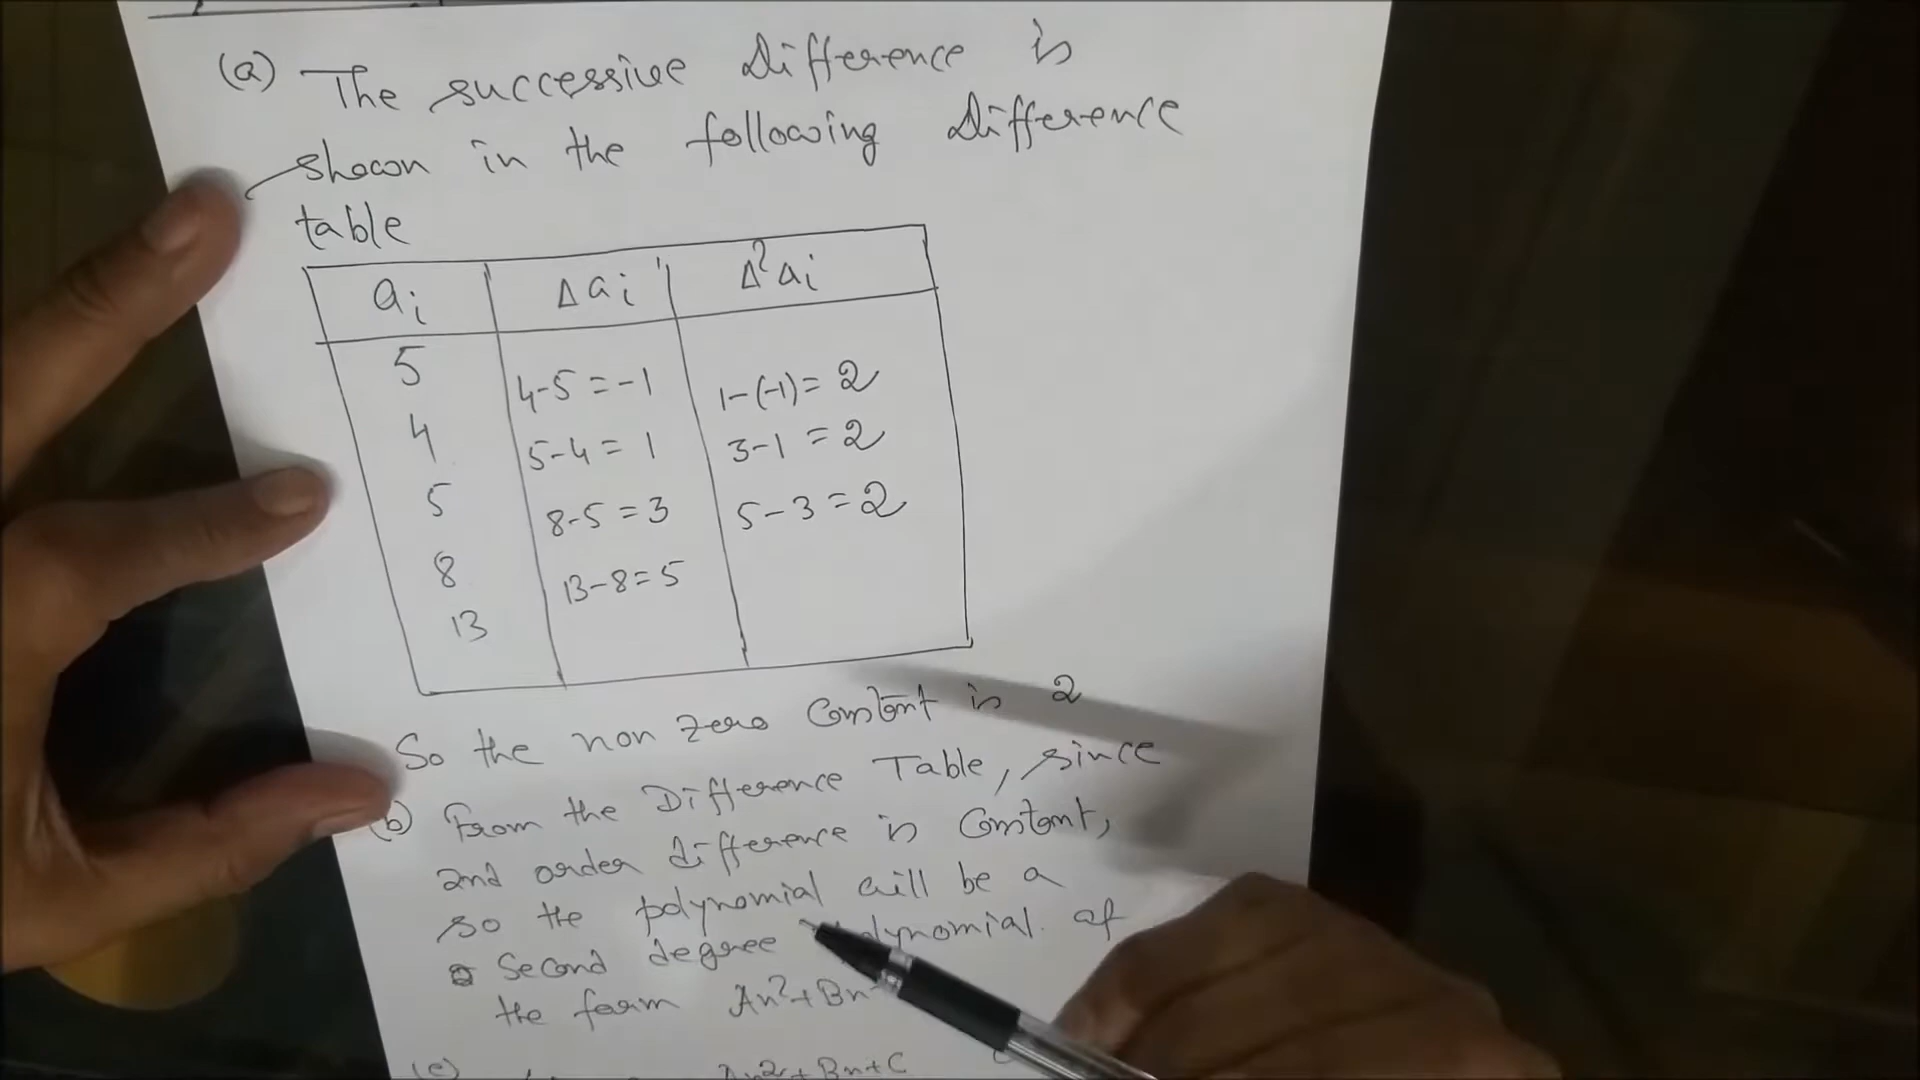 (a) The successive Difference is
shown in the following Difference
table
ai Δai Δ²ai
5 4-5=-1 1-(-1)=2
4 5-4=1 3-1=2
5 8-5=3 5-3=2
8 13-8=5
13
So the non zero Constant is 2
(b) From the Difference Table, since
2nd order difference is Constant,
so the polynomial will be a
Second degree of
the form An²+Bn
An²+Bn+C